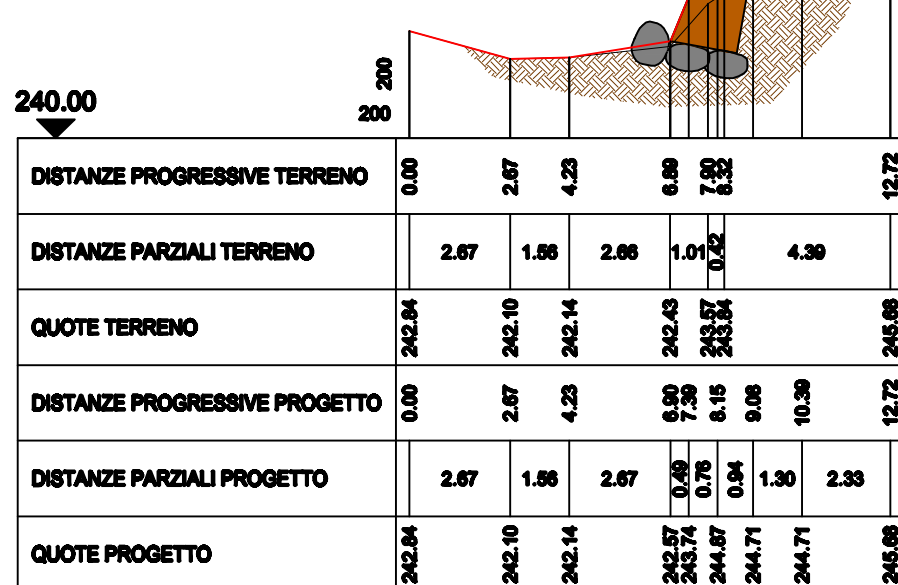 200
240.00
200
DISTANZE PROGRESSIVE TERRENO 0.00 2.67 4.23 6.89 7.90 8.32 12.72
DISTANZE PARZIALI TERRENO 2.67 1.56 2.66 1.01 0.42 4.39
QUOTE TERRENO 242.84 242.10 242.14 242.43 243.57 243.84 245.68
DISTANZE PROGRESSIVE PROGETTO 0.00 2.67 4.23 6.90 7.39 8.15 9.08 10.39 12.72
DISTANZE PARZIALI PROGETTO 2.67 1.56 2.67 0.49 0.76 0.94 1.30 2.33
QUOTE PROGETTO 242.84 242.10 242.14 242.57 243.74 244.67 244.71 244.71 245.68